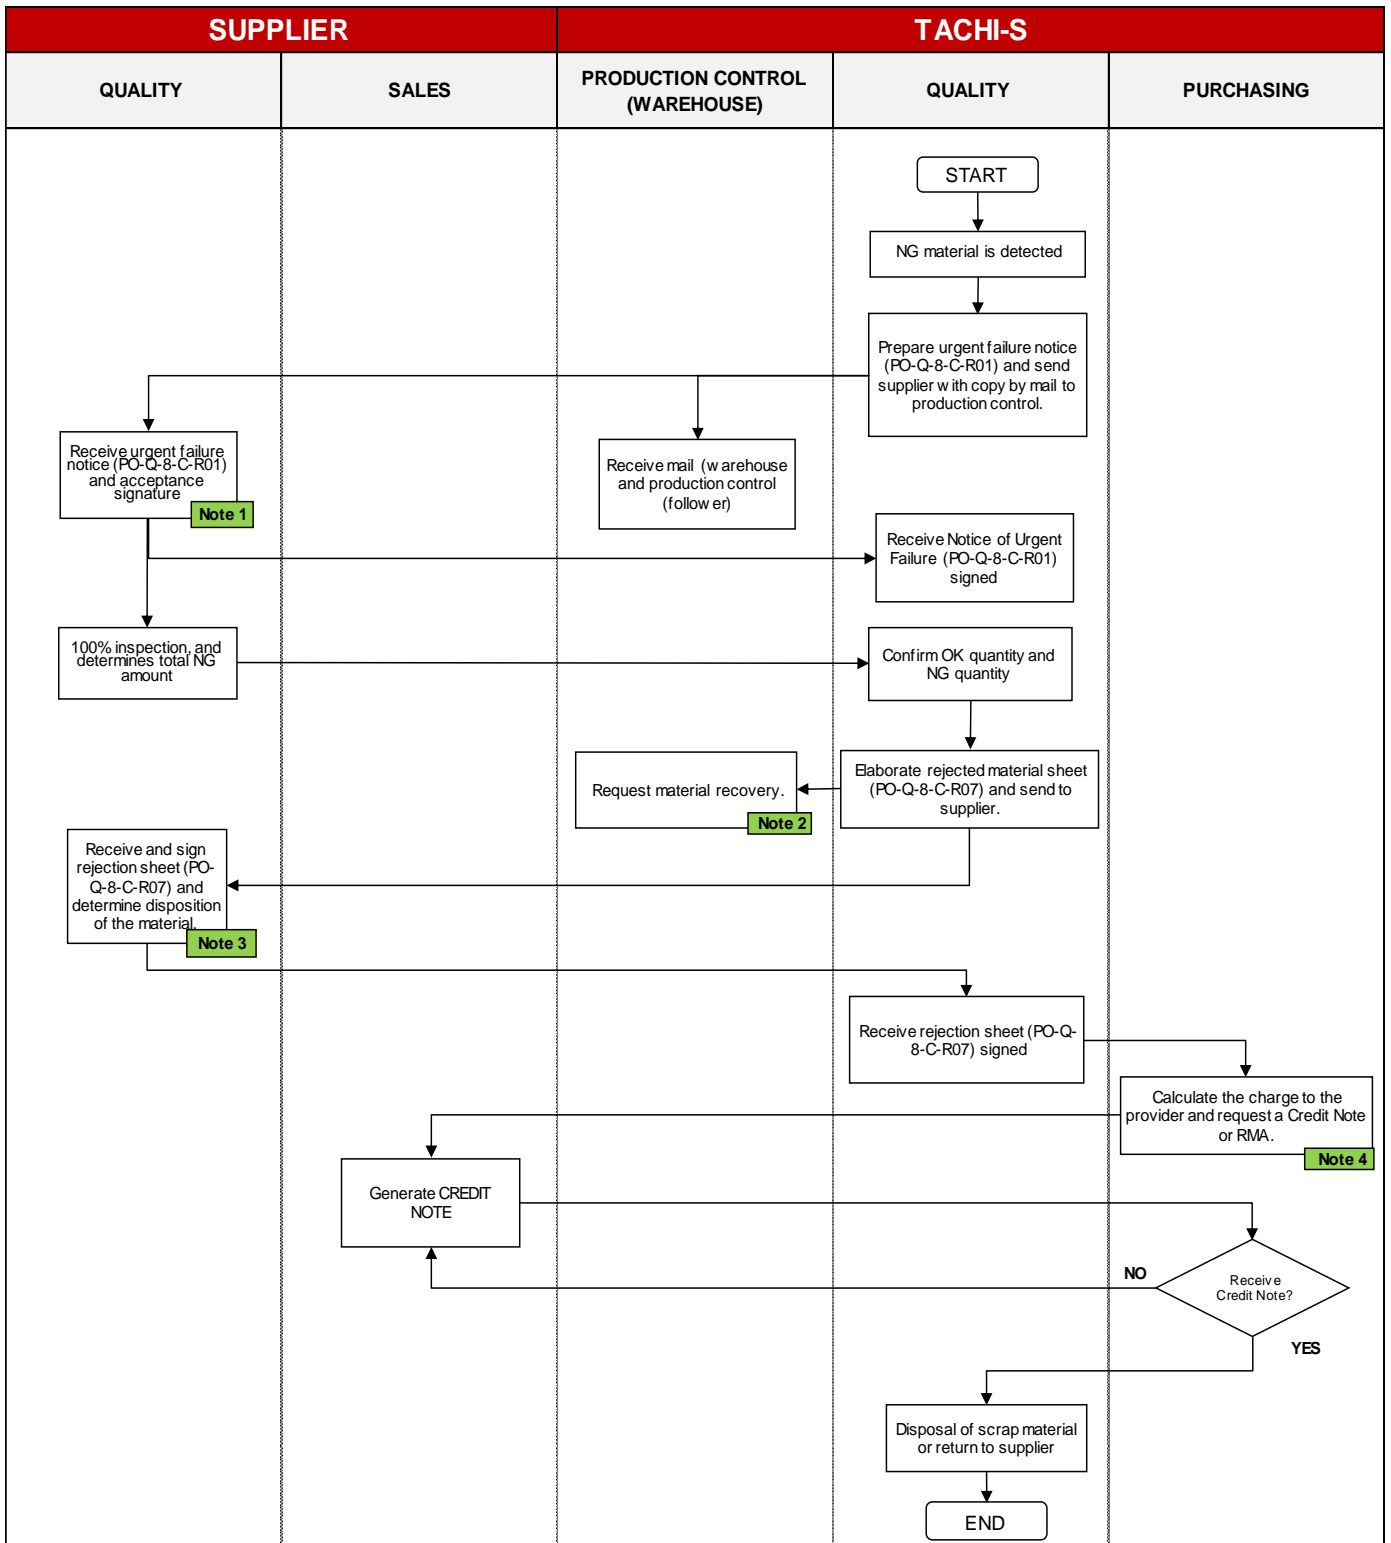 SUPPLIER
TACHI-S
QUALITY
SALES
PRODUCTION CONTROL
(WAREHOUSE)
QUALITY
PURCHASING
START
NG material is detected
Prepare urgent failure notice
(PO-Q-8-C-R01) and send
supplier with copy by mail to
production control.
Receive urgent failure
notice (PO-Q-8-C-R01)
and acceptance
signature
Note 1
Receive mail (warehouse
and production control
(follower)
Receive Notice of Urgent
Failure (PO-Q-8-C-R01)
signed
100% inspection, and
determines total NG
amount
Confirm OK quantity and
NG quantity
Request material recovery.
Note 2
Elaborate rejected material sheet
(PO-Q-8-C-R07) and send to
supplier.
Receive and sign
rejection sheet (PO-
Q-8-C-R07) and
determine disposition
of the material.
Note 3
Receive rejection sheet (PO-Q-
8-C-R07) signed
Calculate the charge to the
provider and request a Credit Note
or RMA.
Note 4
Generate CREDIT
NOTE
NO
Receive
Credit Note?
YES
Disposal of scrap material
or return to supplier
END